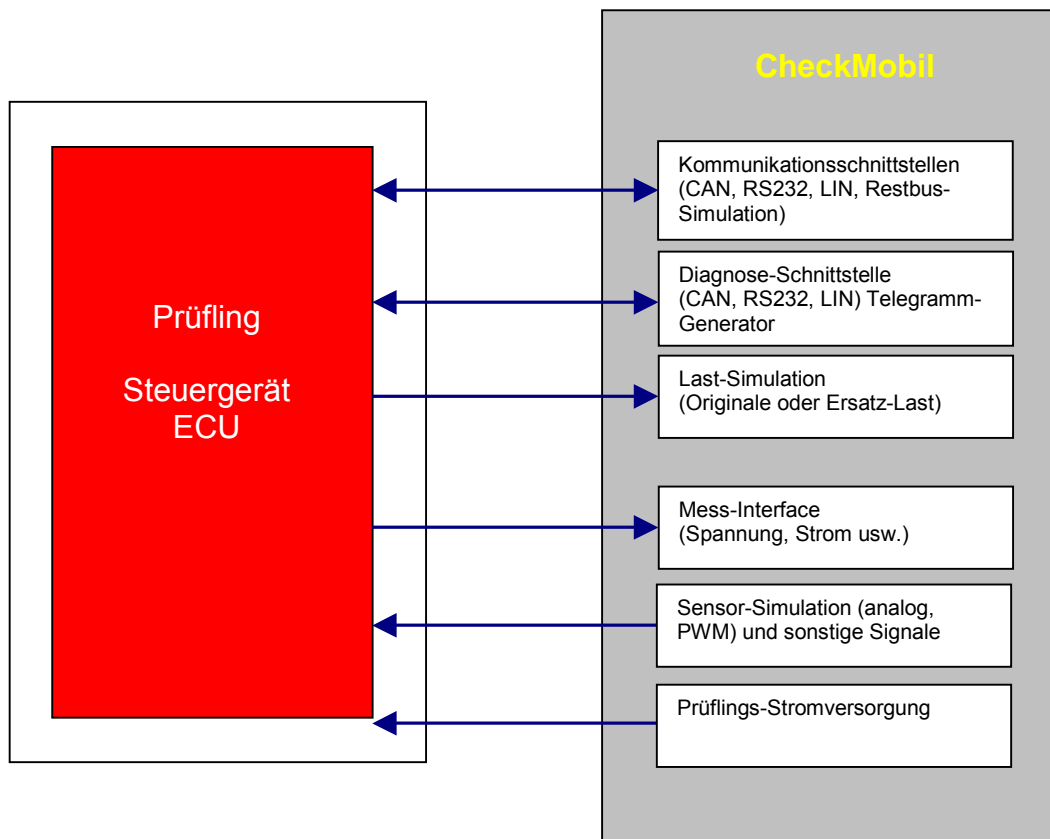 CheckMobil
Prüfling
Steuergerät
ECU
Kommunikationsschnittstellen
(CAN, RS232, LIN, Restbus-
Simulation)
Diagnose-Schnittstelle
(CAN, RS232, LIN) Telegramm-
Generator
Last-Simulation
(Originale oder Ersatz-Last)
Mess-Interface
(Spannung, Strom usw.)
Sensor-Simulation (analog,
PWM) und sonstige Signale
Prüflings-Stromversorgung